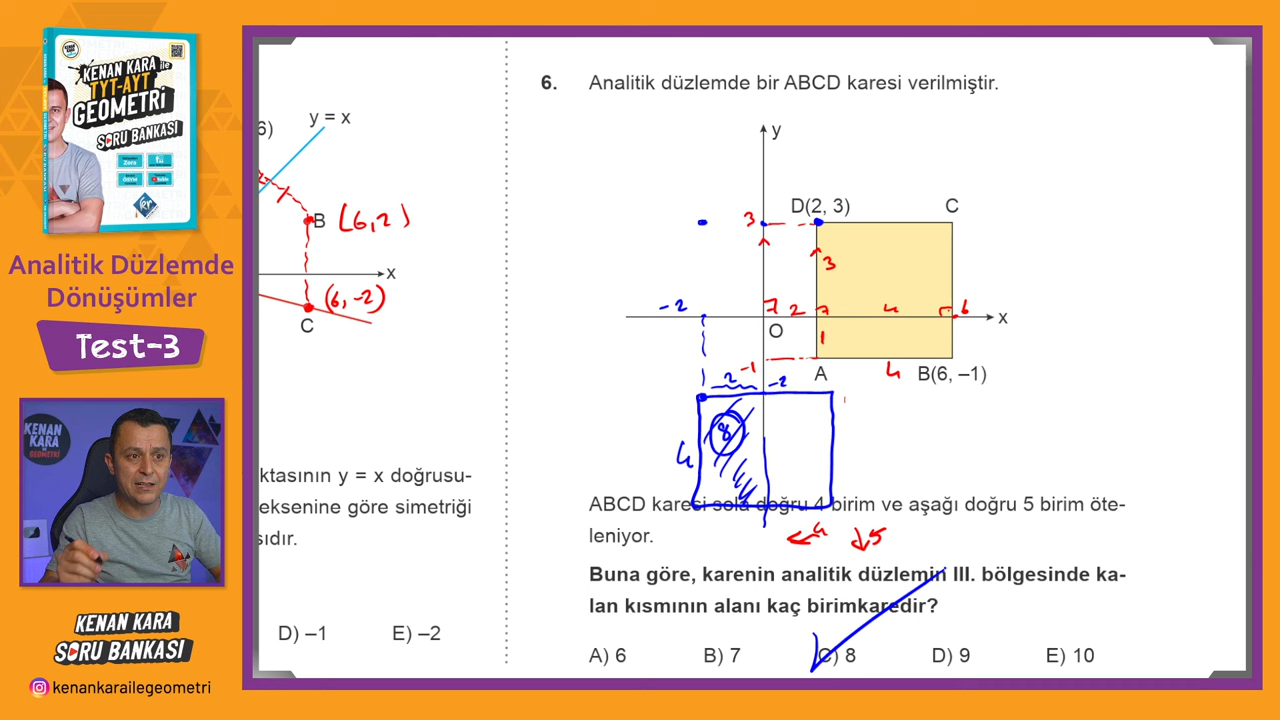 KENAN KARA ile
TYT-AYT
GEOMETRİ
SORU BANKASI
Analitik Düzlemde
Dönüşümler
Test-3
KENAN
KARA
GEOMETRİ
KENAN KARA
SORU BANKASI
kenankarailegeometri
6)
y = x
B (6,2)
x
(6,-2)
C
ktasının y = x doğrusu-
eksenine göre simetriği
sıdır.
D) –1 E) –2
6. Analitik düzlemde bir ABCD karesi verilmiştir.
y
D(2, 3) C
3
3
-2 2 4 6
O x
1
-1 A 4 B(6, –1)
2 -2
8
4
ABCD karesi sola doğru 4 birim ve aşağı doğru 5 birim öte-
leniyor.
4 5
Buna göre, karenin analitik düzlemin III. bölgesinde ka-
lan kısmının alanı kaç birimkaredir?
A) 6 B) 7 C) 8 D) 9 E) 10